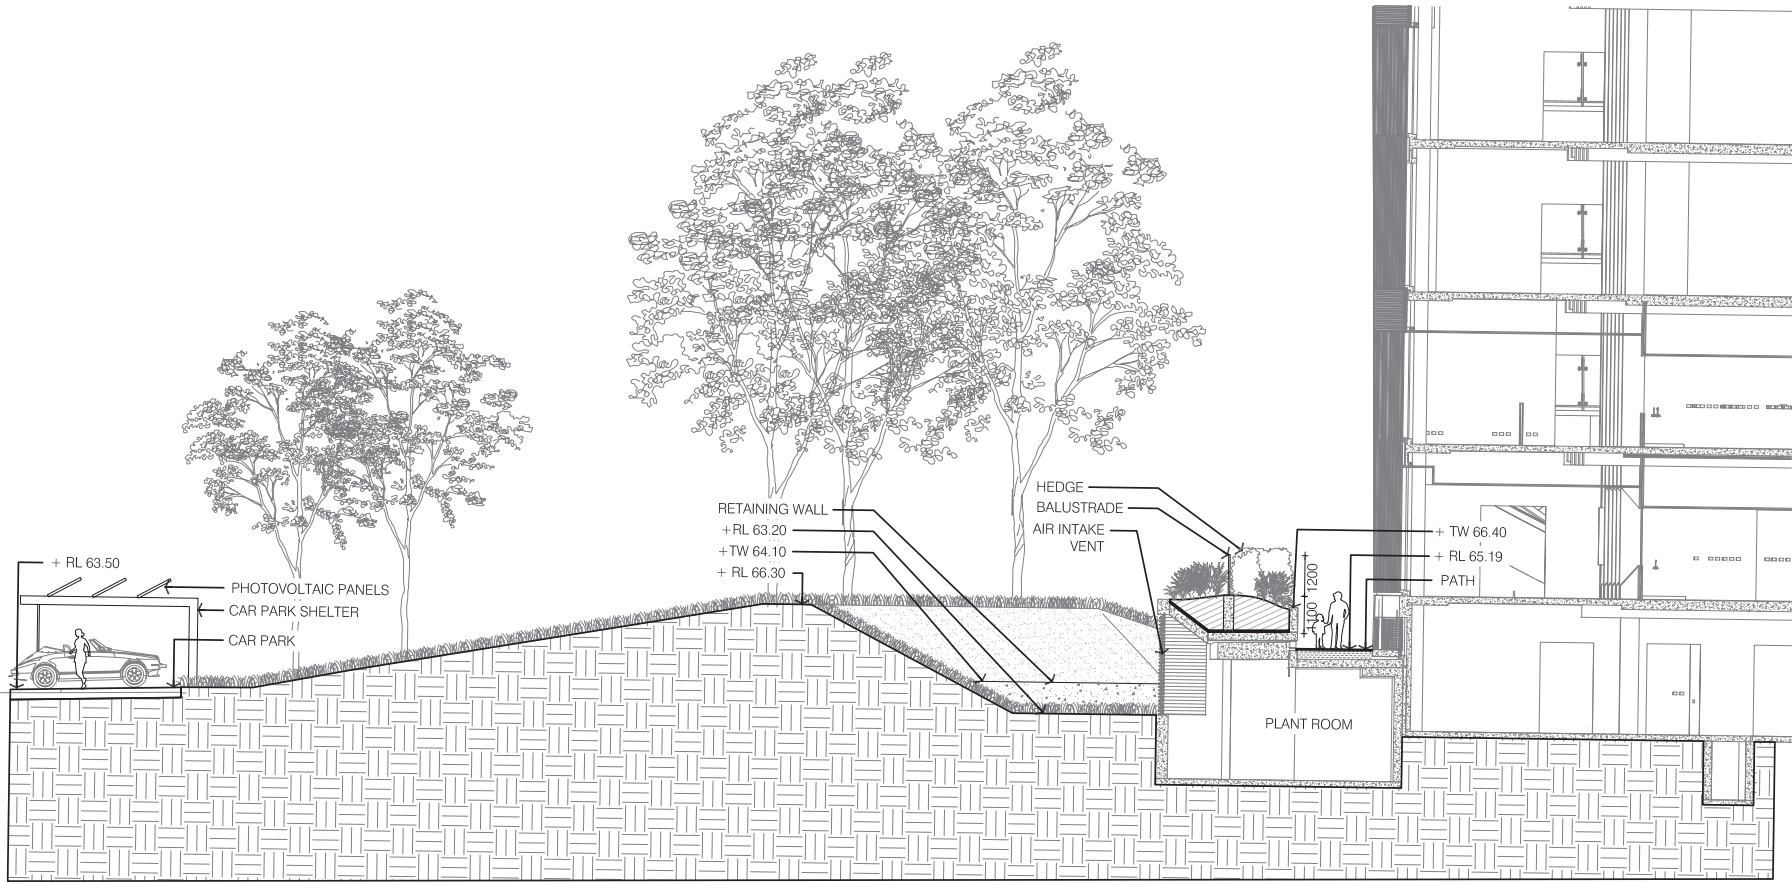 HEDGE
BALUSTRADE
AIR INTAKE
VENT
RETAINING WALL
+RL 63.20
+TW 64.10
+ RL 66.30
+ TW 66.40
+ RL 65.19
PATH
1200
1100
+ RL 63.50
PHOTOVOLTAIC PANELS
CAR PARK SHELTER
CAR PARK
PLANT ROOM